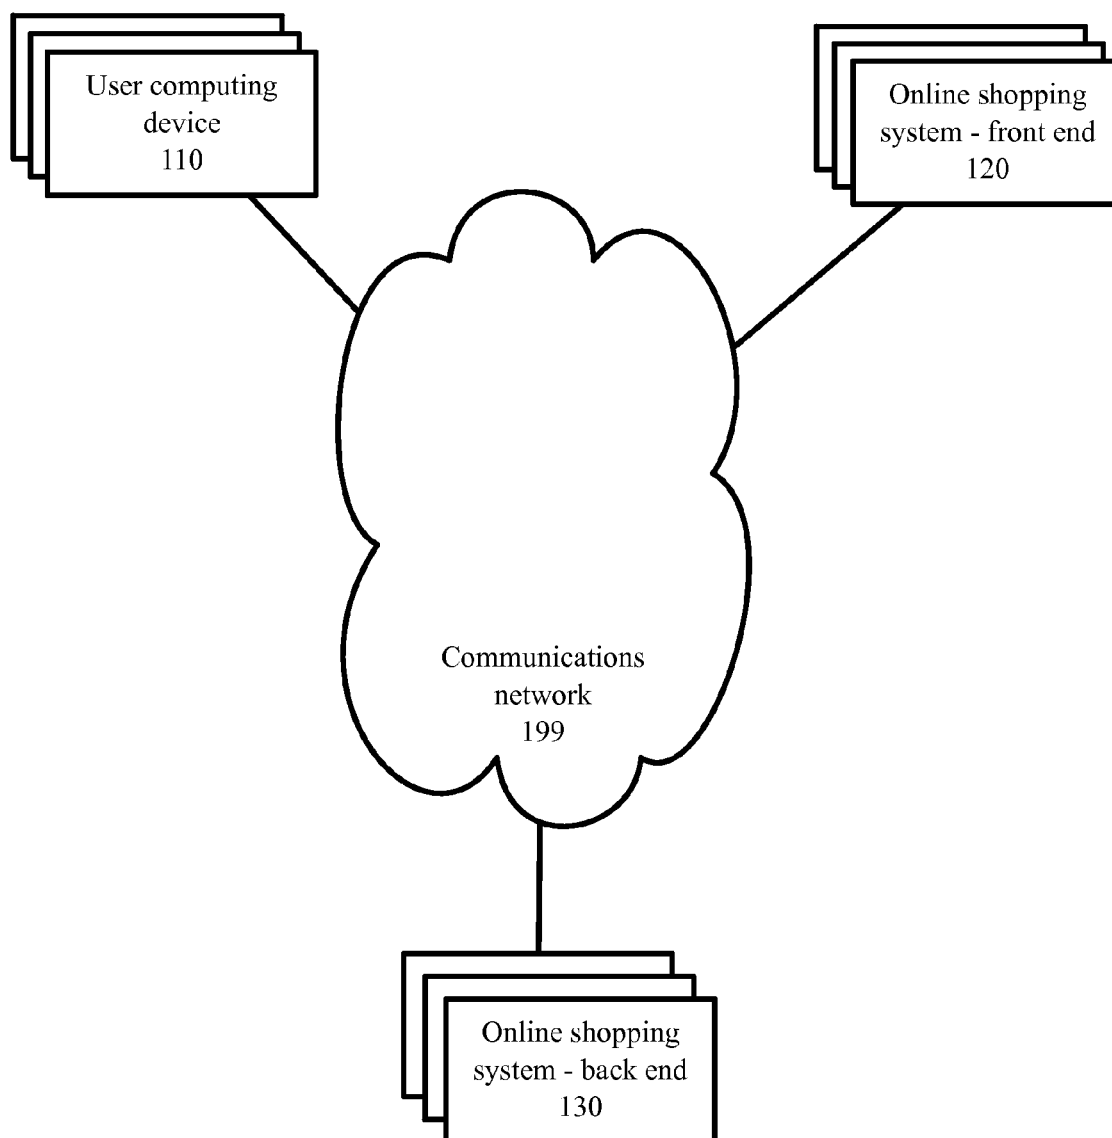 User computing
device
110
Online shopping
system - front end
120
Communications
network
199
Online shopping
system - back end
130